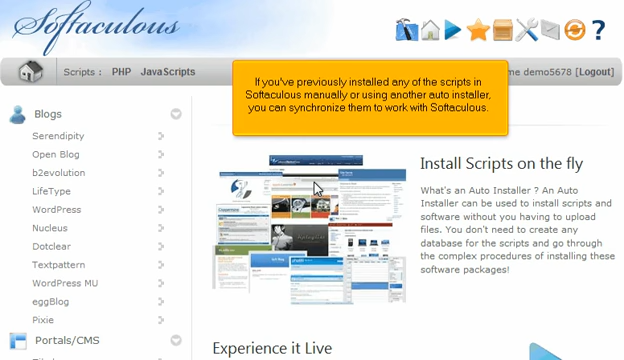 Softaculous
?
Scripts : PHP JavaScripts
me demo5678 [Logout]
If you've previously installed any of the scripts in
Softaculous manually or using another auto installer,
you can synchronize them to work with Softaculous.
Blogs
Serendipity
Open Blog
b2evolution
LifeType
WordPress
Nucleus
Dotclear
Textpattern
WordPress MU
eggBlog
Pixie
Portals/CMS
Install Scripts on the fly
What's an Auto Installer ? An Auto
Installer can be used to install scripts and
software without you having to upload
files. You don't need to create any
database for the scripts and go through
the complex procedures of installing these
software packages!
Experience it Live